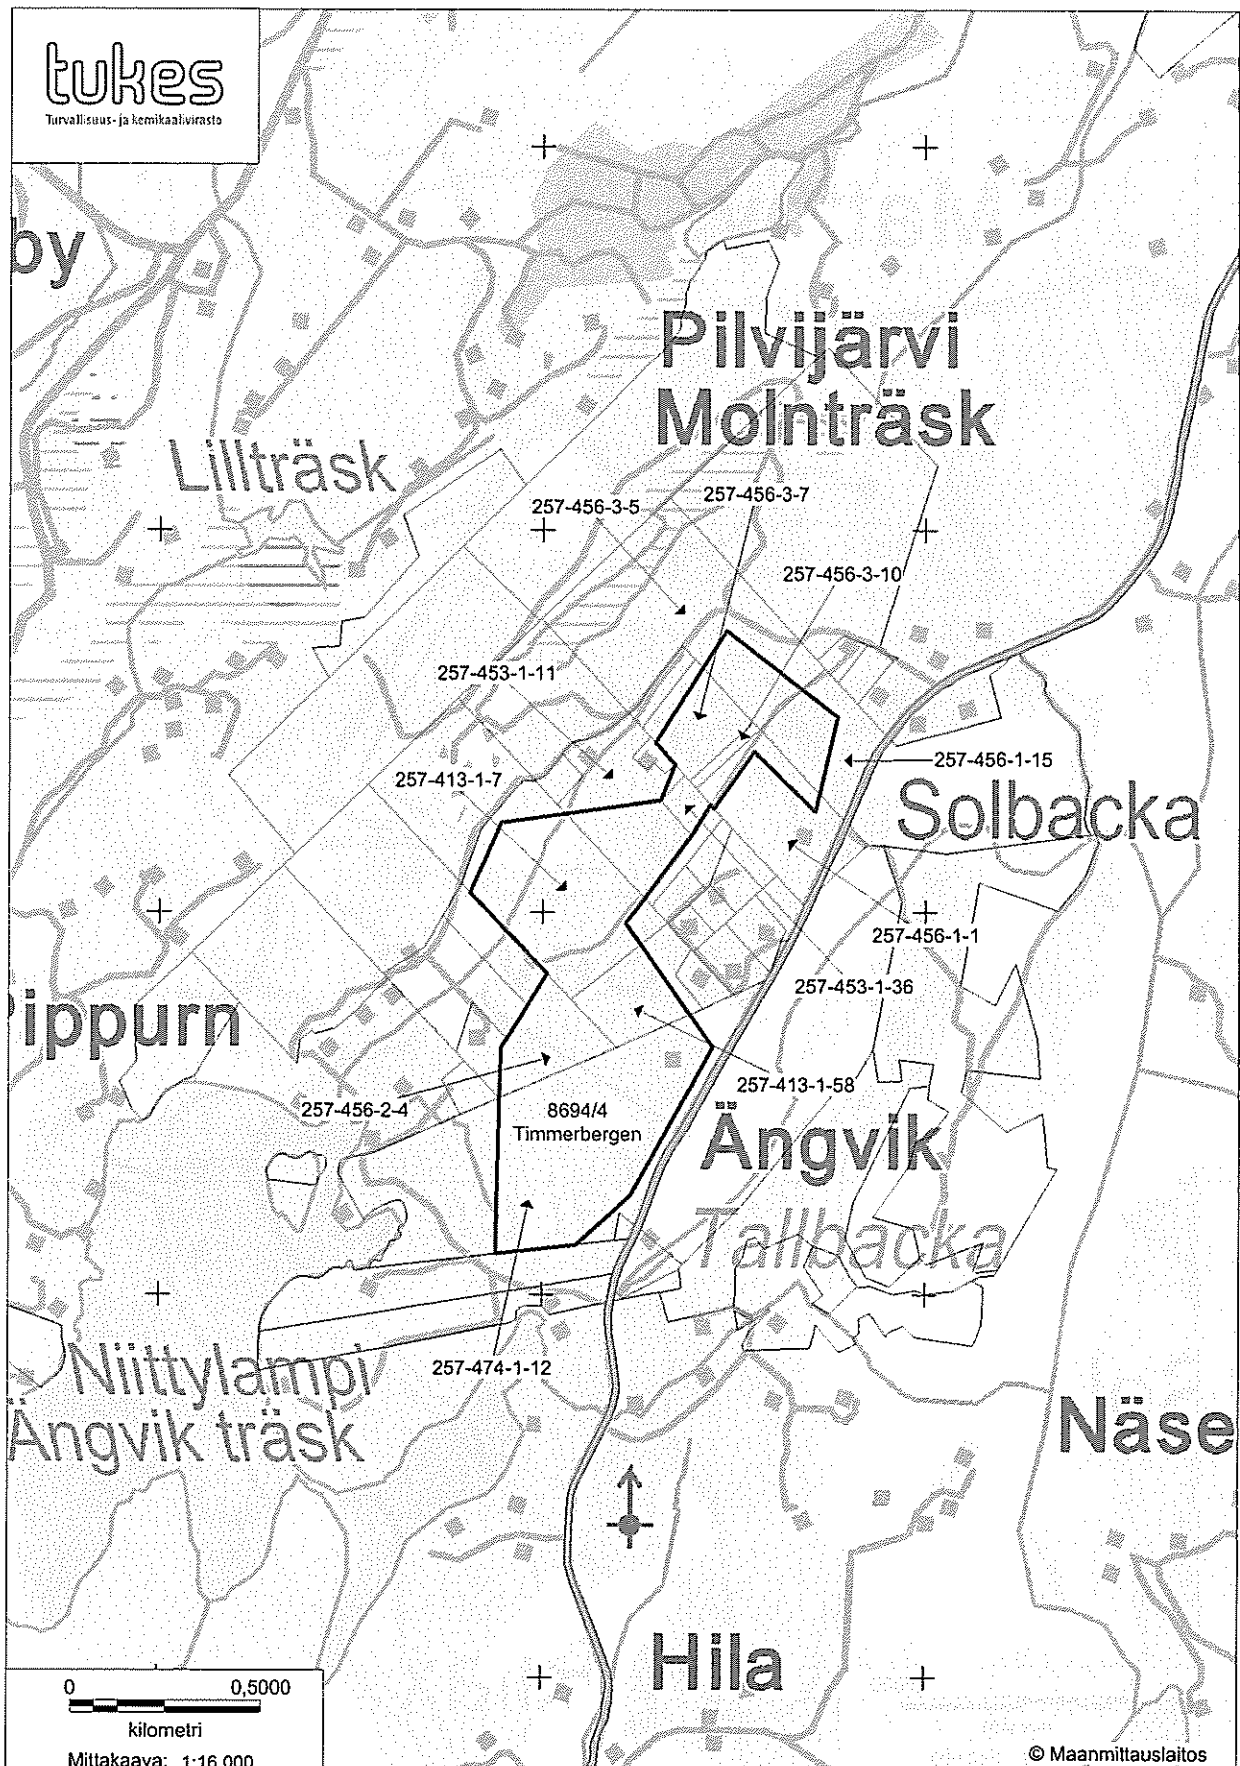 tukes
Turvallisuus- ja kemikaalivirasto
by
Pilvijärvi
Molnträsk
Lillträsk
257-456-3-5
257-456-3-7
257-456-3-10
257-453-1-11
257-413-1-7
257-456-1-15
Solbacka
257-456-1-1
257-453-1-36
Pippurn
257-413-1-58
257-456-2-4
8694/4
Timmerbergen
Ängvik
Tallbacka
257-474-1-12
Niittylampi
Ängvik träsk
Näse
Hila
0 0,5000
kilometri
Mittakaava: 1:16 000
© Maanmittauslaitos